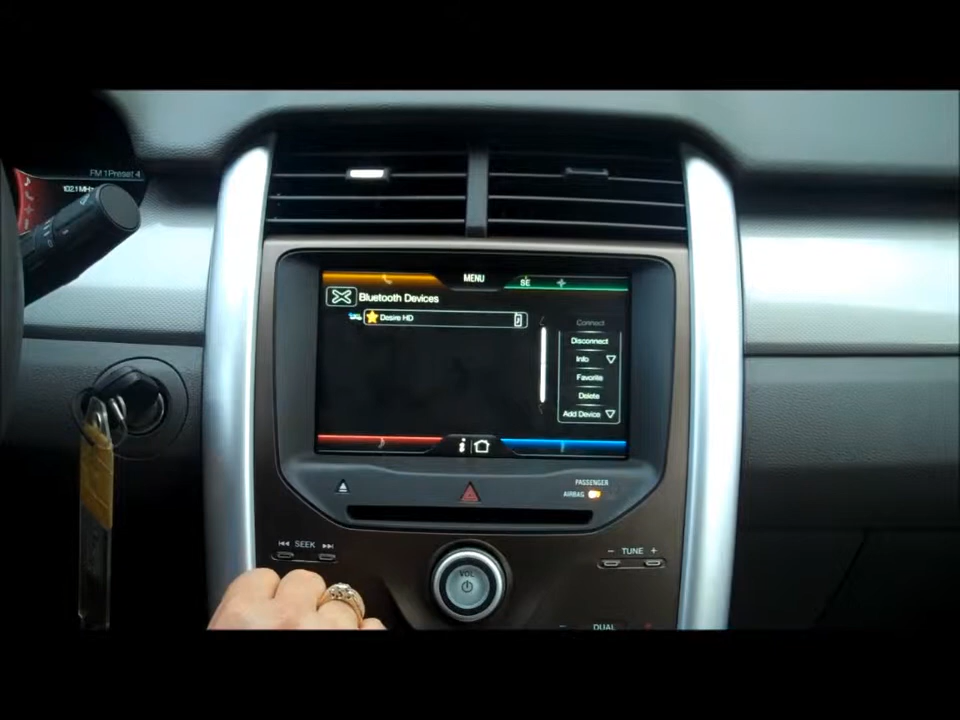 FM 1 Preset 4
102.1 MHz
MENU
SE
Bluetooth Devices
Desire HD
Connect
Disconnect
Info
Favorite
Delete
Add Device
i
PASSENGER
AIRBAG
SEEK
TUNE
VOL
DUAL